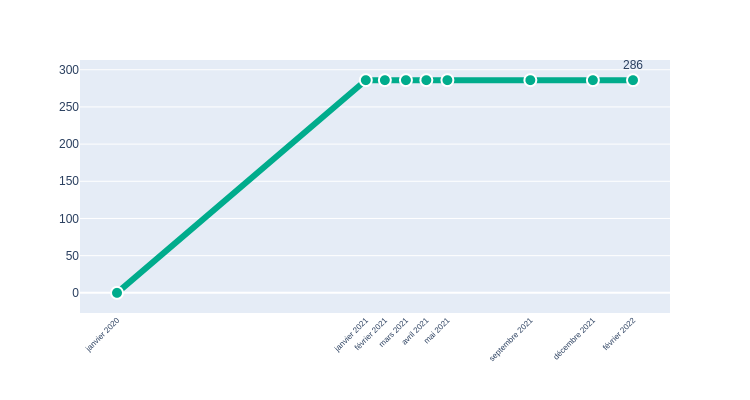 286
300
250
200
150
100
50
0
janvier 2020
janvier 2021
février 2021
mars 2021
avril 2021
mai 2021
septembre 2021
décembre 2021
février 2022